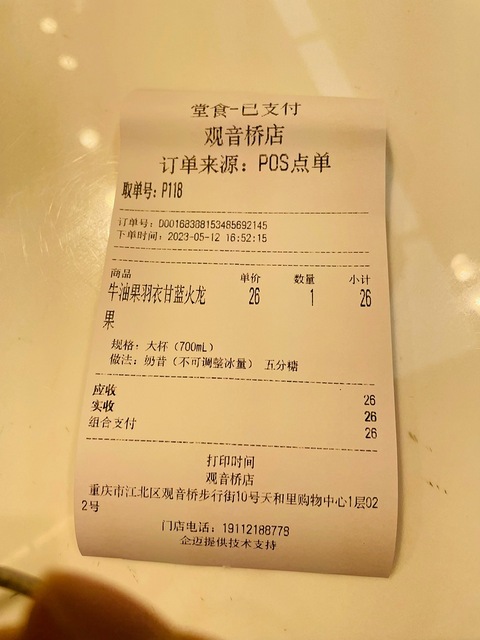 堂食-已支付
观音桥店
订单来源：POS点单
取单号：P118
订单号：D001683881534856​92145
下单时间：2023-05-12 16:52:15
商品 单价 数量 小计
牛油果羽衣甘蓝火龙 26 1 26
果
规格：大杯（700mL）
做法：奶昔（不可调整冰量） 五分糖
应收 26
实收 26
组合支付 26
打印时间
观音桥店
重庆市江北区观音桥步行街10号天和里购物中心1层02
2号
门店电话：19112188778
企迈提供技术支持